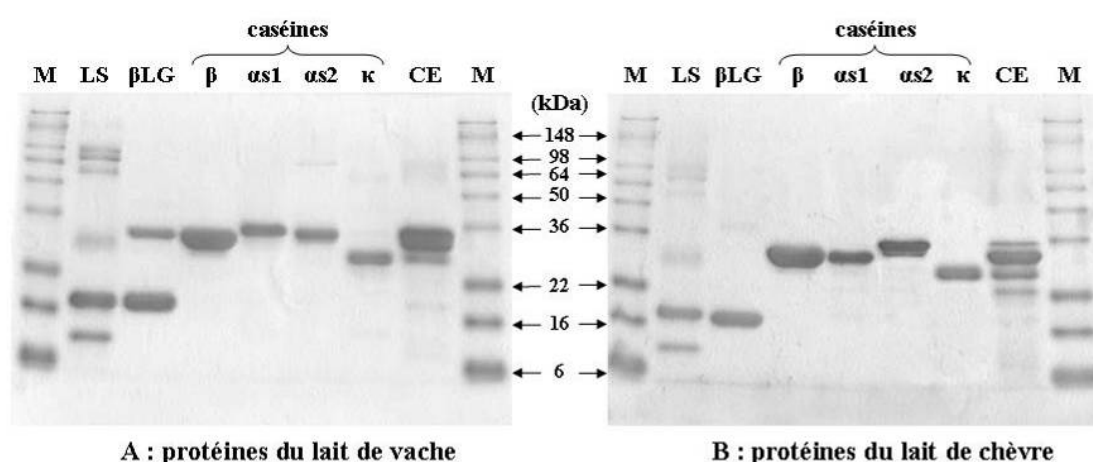 caséines
M LS βLG β αs1 αs2 κ CE M
(kDa)
148
98
64
50
36
22
16
6
A : protéines du lait de vache
caséines
M LS βLG β αs1 αs2 κ CE M
B : protéines du lait de chèvre